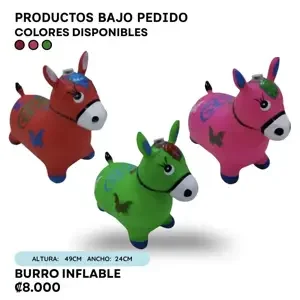 PRODUCTOS BAJO PEDIDO
COLORES DISPONIBLES
ALTURA: 49CM ANCHO: 24CM
BURRO INFLABLE
₡8.000